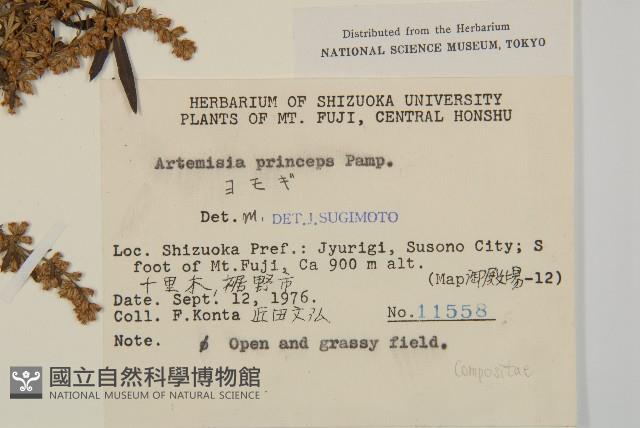 Distributed from the Herbarium
NATIONAL SCIENCE MUSEUM, TOKYO
HERBARIUM OF SHIZUOKA UNIVERSITY
PLANTS OF MT. FUJI, CENTRAL HONSHU
Artemisia princeps Pamp.
ヨモギ
Det. m. DET.J.SUGIMOTO
Loc. Shizuoka Pref.: Jyurigi, Susono City; S
foot of Mt.Fuji, Ca 900 m alt.
十里木, 裾野市 (Map 御殿場-12)
Date. Sept. 12, 1976.
Coll. F.Konta 近田文弘 No. 11558
Note. Open and grassy field.
Compositae
國立自然科學博物館
NATIONAL MUSEUM OF NATURAL SCIENCE